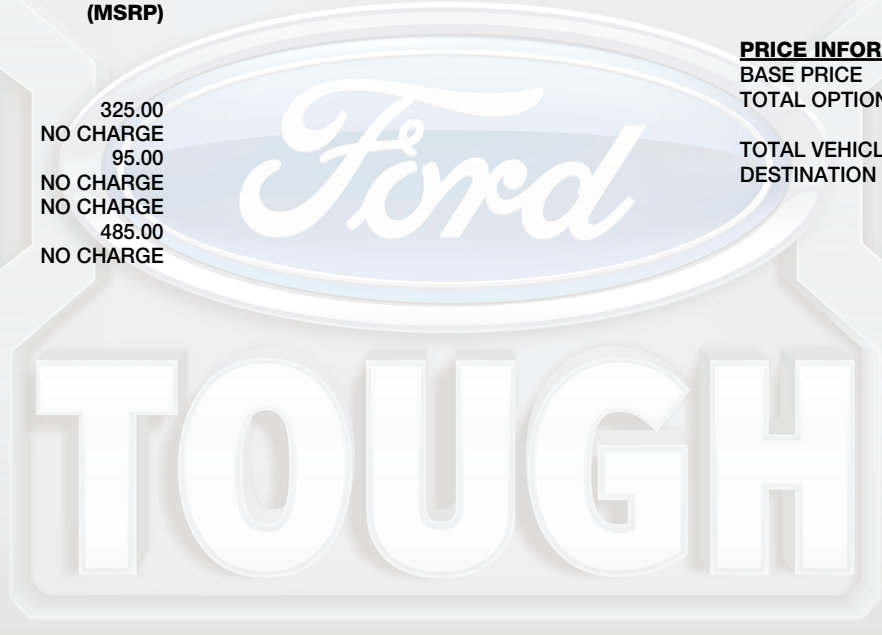 (MSRP)
325.00
NO CHARGE
95.00
NO CHARGE
NO CHARGE
485.00
NO CHARGE
PRICE INFOR
BASE PRICE
TOTAL OPTION
TOTAL VEHICL
DESTINATION
Ford
TOUGH